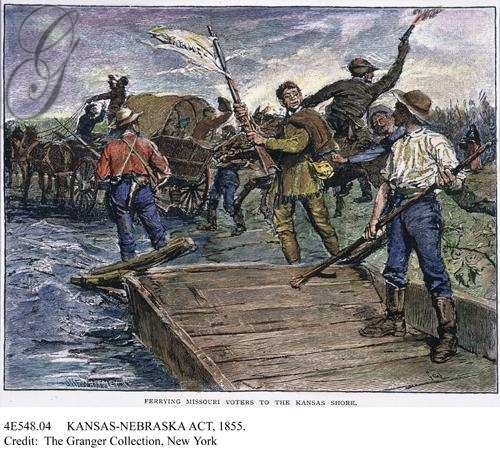 G
FERRYING MISSOURI VOTERS TO THE KANSAS SHORE.
4E548.04 KANSAS-NEBRASKA ACT, 1855.
Credit: The Granger Collection, New York